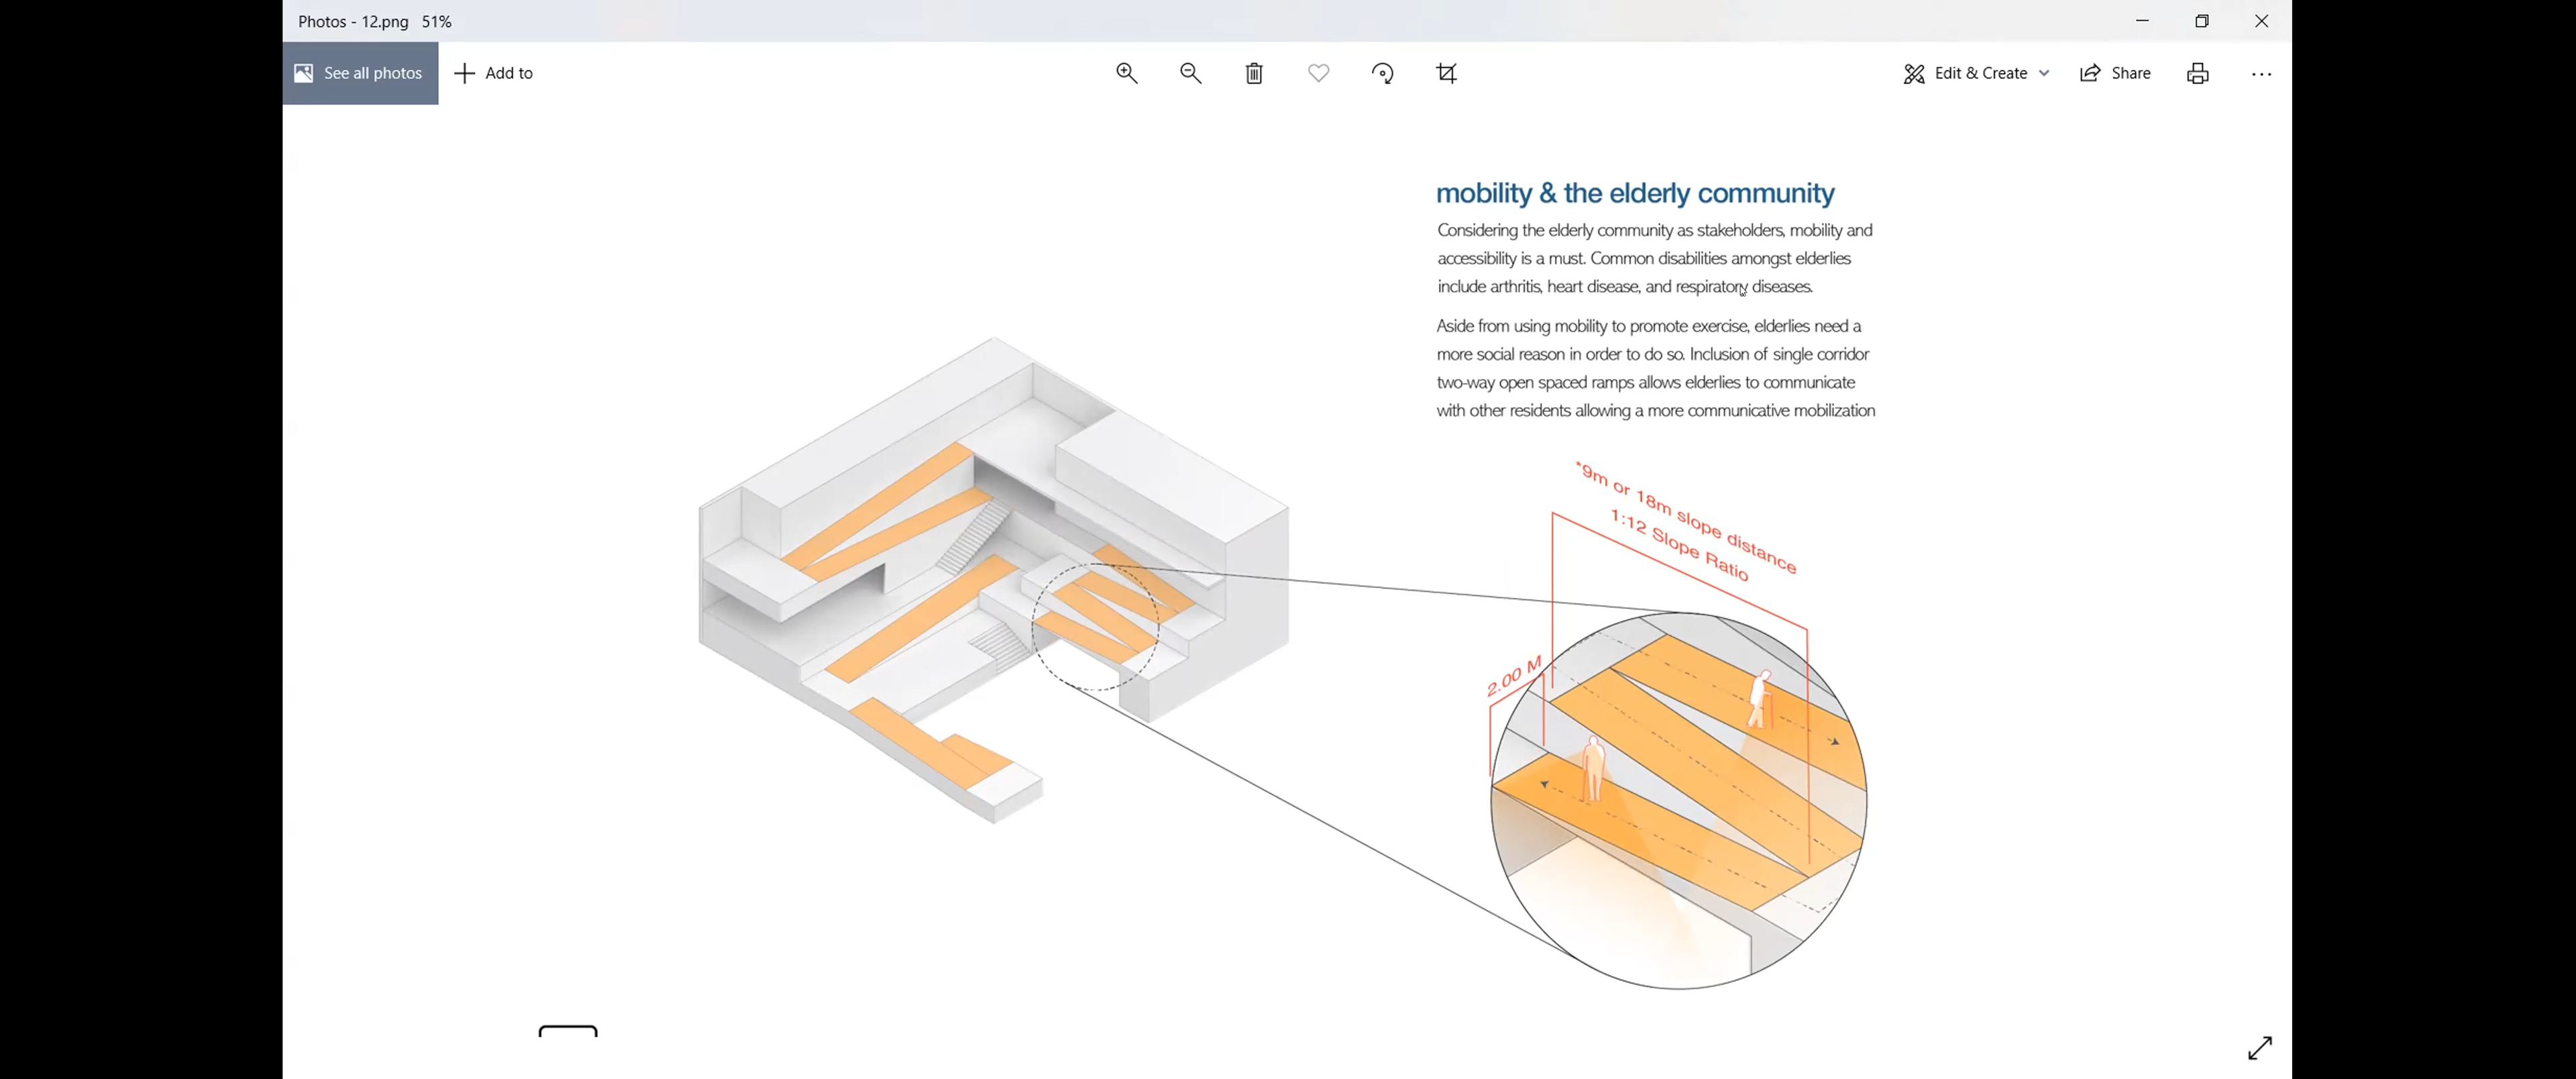 Photos - 12.png 51%
See all photos
Add to
Edit & Create
Share
mobility & the elderly community
Considering the elderly community as stakeholders, mobility and
accessibility is a must. Common disabilities amongst elderlies
include arthritis, heart disease, and respiratory diseases.
Aside from using mobility to promote exercise, elderlies need a
more social reason in order to do so. Inclusion of single corridor
two-way open spaced ramps allows elderlies to communicate
with other residents allowing a more communicative mobilization
*9m or 18m slope distance
1:12 Slope Ratio
2.00 M